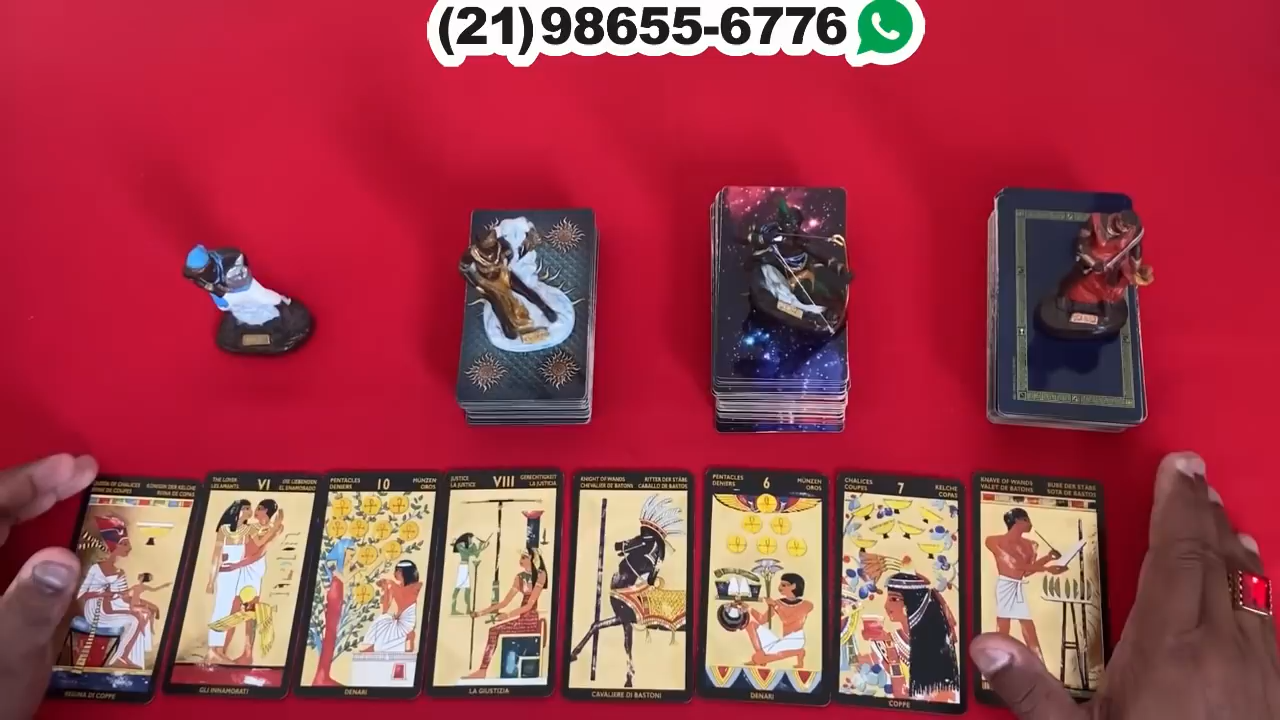 (21)98655-6776
QUEEN OF CHALICES
REINE DE COUPES
KÖNIGIN DER KELCHE
REINA DE COPAS
REGINA DI COPPE
THE LOVER
LES AMANTS
VI
DIE LIEBENDEN
EL ENAMORADO
GLI INNAMORATI
PENTACLES
DENIERS
10
MÜNZEN
OROS
DENARI
JUSTICE
LA JUSTICE
VIII
GERECHTIGKEIT
LA JUSTICIA
LA GIUSTIZIA
KNIGHT OF WANDS
CHEVALIER DE BATONS
RITTER DER STÄBE
CABALLO DE BASTOS
CAVALIERE DI BASTONI
PENTACLES
DENIERS
6
MÜNZEN
OROS
DENARI
CHALICES
COUPES
7
KELCHE
COPAS
COPPE
KNAVE OF WANDS
VALET DE BATONS
BUBE DER STÄBE
SOTA DE BASTOS